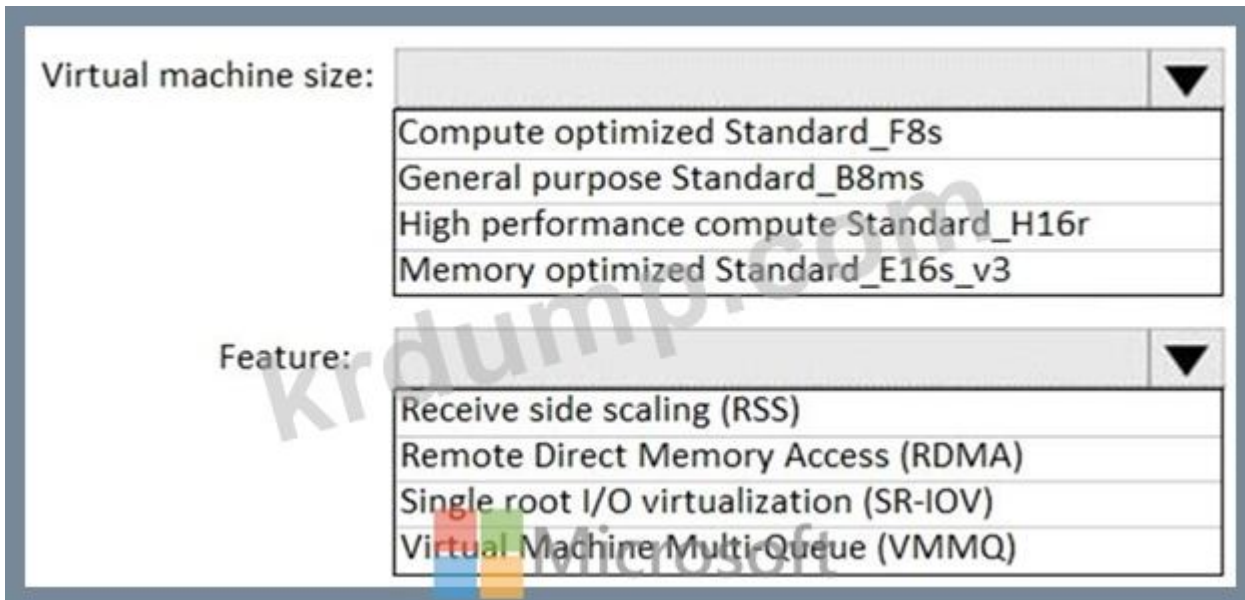 Virtual machine size:
Compute optimized Standard_F8s
General purpose Standard_B8ms
High performance compute Standard_H16r
Memory optimized Standard_E16s_v3
Feature:
Receive side scaling (RSS)
Remote Direct Memory Access (RDMA)
Single root I/O virtualization (SR-IOV)
Virtual Machine Multi-Queue (VMMQ)
krdump.com
Microsoft